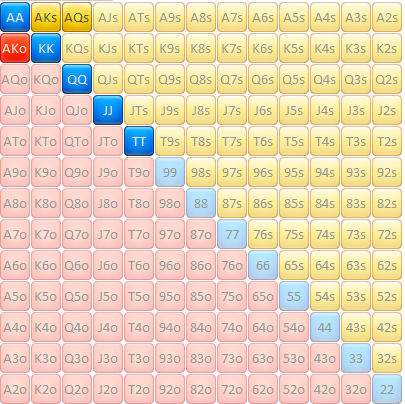 AA AKs AQs AJs ATs A9s A8s A7s A6s A5s A4s A3s A2s
AKo KK KQs KJs KTs K9s K8s K7s K6s K5s K4s K3s K2s
AQo KQo QQ QJs QTs Q9s Q8s Q7s Q6s Q5s Q4s Q3s Q2s
AJo KJo QJo JJ JTs J9s J8s J7s J6s J5s J4s J3s J2s
ATo KTo QTo JTo TT T9s T8s T7s T6s T5s T4s T3s T2s
A9o K9o Q9o J9o T9o 99 98s 97s 96s 95s 94s 93s 92s
A8o K8o Q8o J8o T8o 98o 88 87s 86s 85s 84s 83s 82s
A7o K7o Q7o J7o T7o 97o 87o 77 76s 75s 74s 73s 72s
A6o K6o Q6o J6o T6o 96o 86o 76o 66 65s 64s 63s 62s
A5o K5o Q5o J5o T5o 95o 85o 75o 65o 55 54s 53s 52s
A4o K4o Q4o J4o T4o 94o 84o 74o 64o 54o 44 43s 42s
A3o K3o Q3o J3o T3o 93o 83o 73o 63o 53o 43o 33 32s
A2o K2o Q2o J2o T2o 92o 82o 72o 62o 52o 42o 32o 22